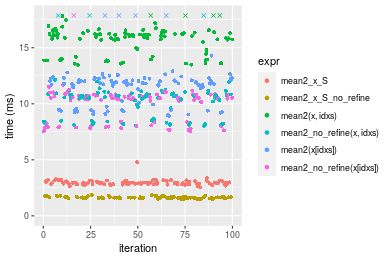 expr
mean2_x_S
mean2_x_S_no_refine
mean2(x, idxs)
mean2_no_refine(x, idxs)
mean2(x[idxs])
mean2_no_refine(x[idxs])
time (ms)
15
10
5
0
0
25
50
75
100
iteration